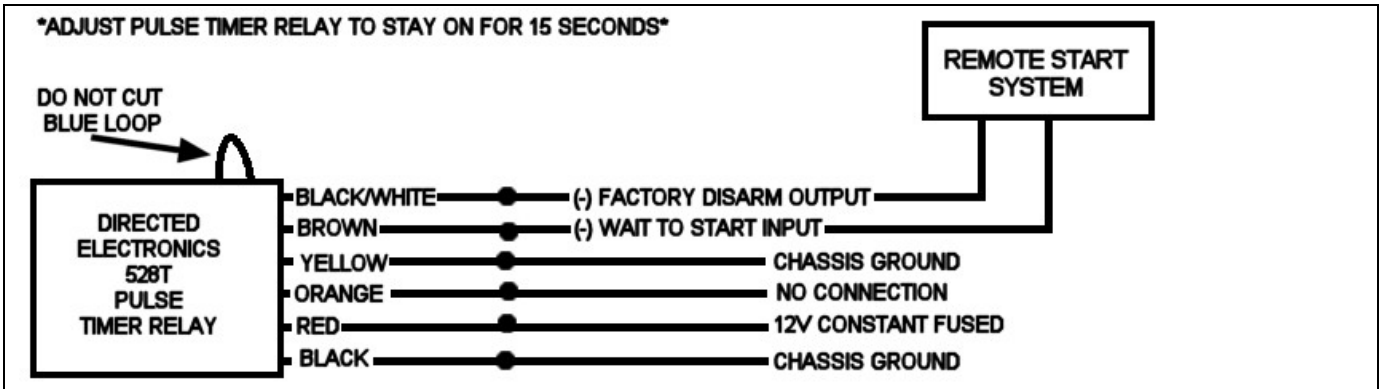 *ADJUST PULSE TIMER RELAY TO STAY ON FOR 15 SECONDS*
REMOTE START
SYSTEM
DO NOT CUT
BLUE LOOP
DIRECTED
ELECTRONICS
528T
PULSE
TIMER RELAY
BLACK/WHITE (-) FACTORY DISARM OUTPUT
BROWN (-) WAIT TO START INPUT
YELLOW CHASSIS GROUND
ORANGE NO CONNECTION
RED 12V CONSTANT FUSED
BLACK CHASSIS GROUND